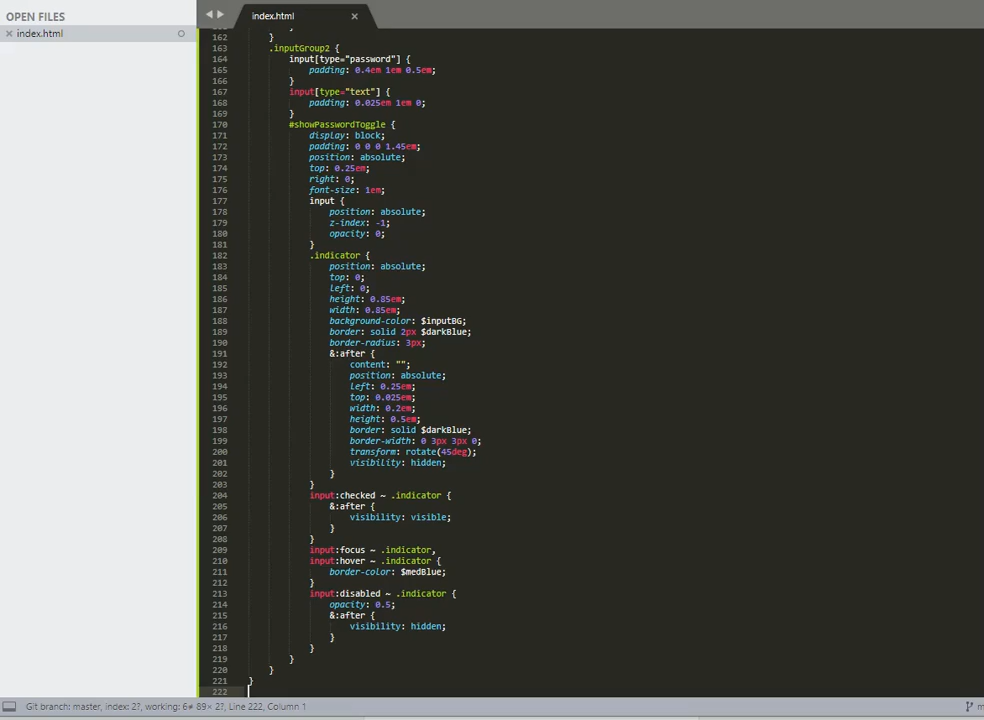 OPEN FILES
index.html
index.html
162 }
163 .inputGroup2 {
164 input[type="password"] {
165 padding: 0.4em 1em 0.5em;
166 }
167 input[type="text"] {
168 padding: 0.025em 1em 0;
169 }
170 #showPasswordToggle {
171 display: block;
172 padding: 0 0 0 1.45em;
173 position: absolute;
174 top: 0.25em;
175 right: 0;
176 font-size: 1em;
177 input {
178 position: absolute;
179 z-index: -1;
180 opacity: 0;
181 }
182 .indicator {
183 position: absolute;
184 top: 0;
185 left: 0;
186 height: 0.85em;
187 width: 0.85em;
188 background-color: $inputBG;
189 border: solid 2px $darkBlue;
190 border-radius: 3px;
191 &:after {
192 content: "";
193 position: absolute;
194 left: 0.25em;
195 top: 0.025em;
196 width: 0.2em;
197 height: 0.5em;
198 border: solid $darkBlue;
199 border-width: 0 3px 3px 0;
200 transform: rotate(45deg);
201 visibility: hidden;
202 }
203 }
204 input:checked ~ .indicator {
205 &:after {
206 visibility: visible;
207 }
208 }
209 input:focus ~ .indicator,
210 input:hover ~ .indicator {
211 border-color: $medBlue;
212 }
213 input:disabled ~ .indicator {
214 opacity: 0.5;
215 &:after {
216 visibility: hidden;
217 }
218 }
219 }
220 }
221 }
222
Git branch: master, index: 2?, working: 6≠ 89× 2?, Line 222, Column 1
m